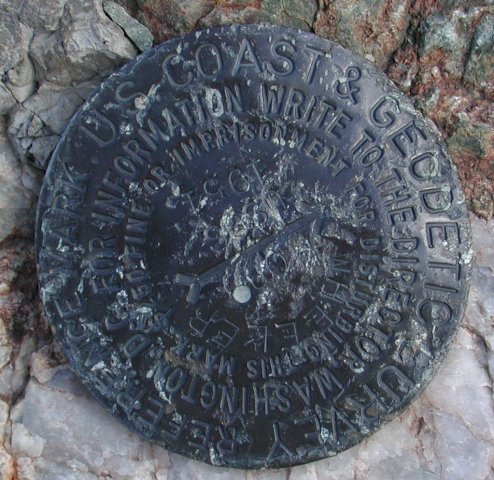 U.S. COAST & GEODETIC SURVEY
REFERENCE MARK
FOR INFORMATION WRITE TO THE DIRECTOR, WASHINGTON, D.C.
FINE OR IMPRISONMENT FOR DISTURBING THIS MARK